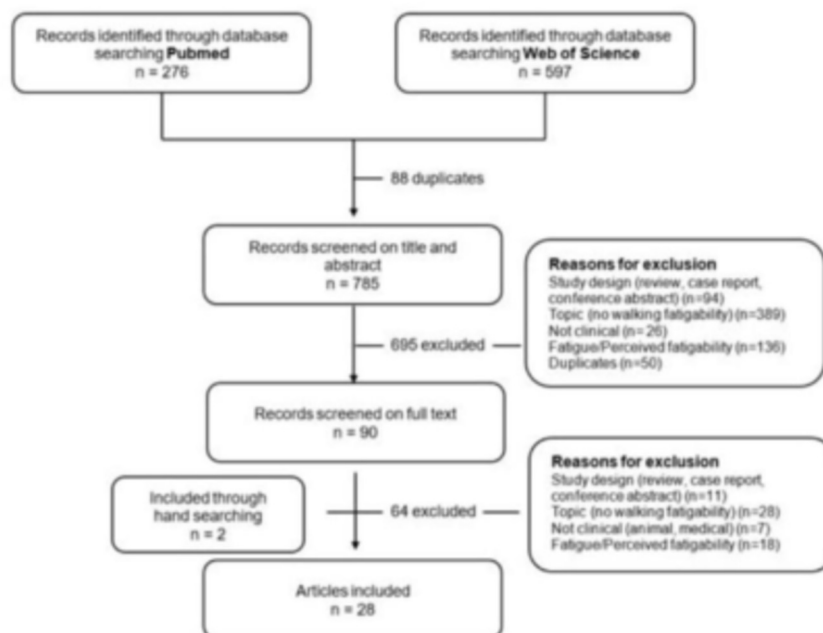 Records identified through database
searching Pubmed
n = 276
Records identified through database
searching Web of Science
n = 597
88 duplicates
Records screened on title and
abstract
n = 785
Reasons for exclusion
Study design (review, case report,
conference abstract) (n=94)
Topic (no walking fatigability) (n=389)
Not clinical (n=26)
Fatigue/Perceived fatigability (n=136)
Duplicates (n=50)
695 excluded
Records screened on full text
n = 90
Reasons for exclusion
Study design (review, case report,
conference abstract) (n=11)
Topic (no walking fatigability) (n=28)
Not clinical (animal, medical) (n=7)
Fatigue/Perceived fatigability (n=18)
Included through
hand searching
n = 2
64 excluded
Articles included
n = 28